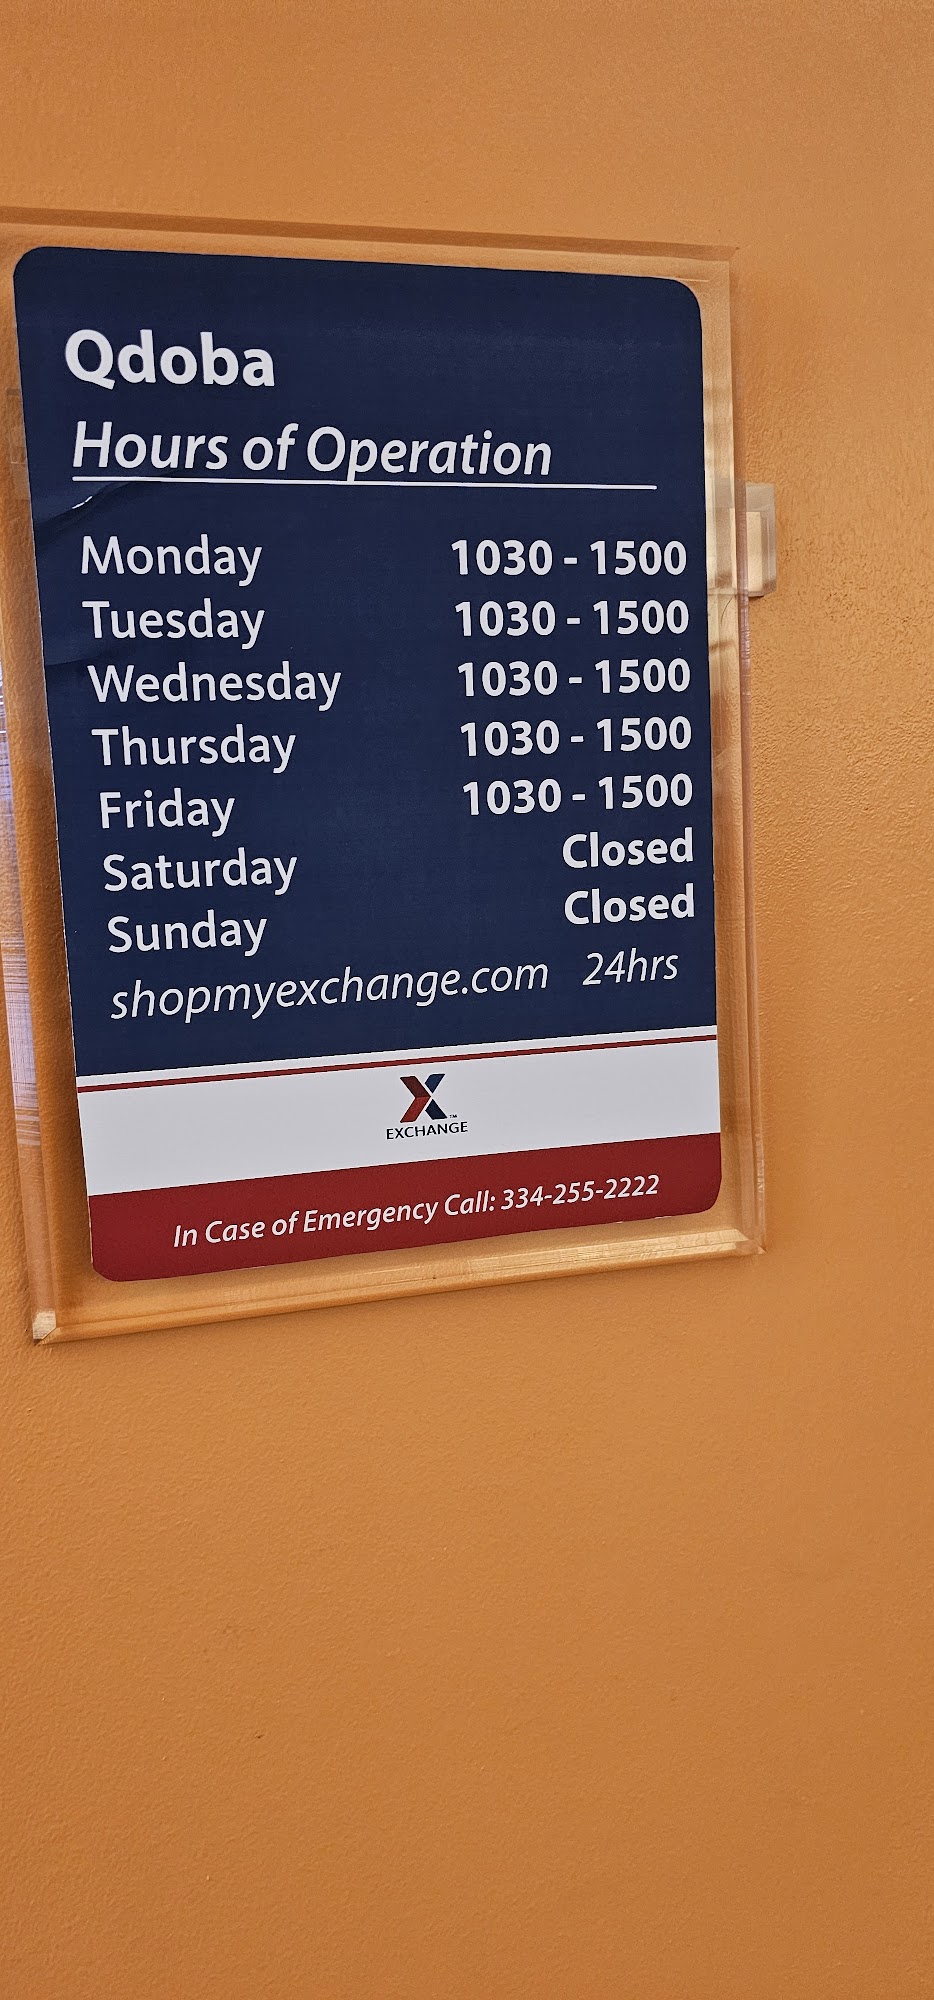 Qdoba
Hours of Operation
Monday 1030 - 1500
Tuesday 1030 - 1500
Wednesday 1030 - 1500
Thursday 1030 - 1500
Friday 1030 - 1500
Saturday Closed
Sunday Closed
shopmyexchange.com 24hrs
X™
EXCHANGE
In Case of Emergency Call: 334-255-2222